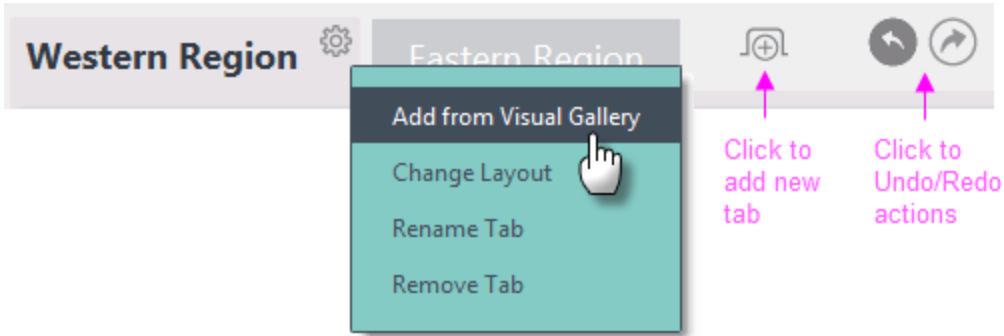 Western Region
Eastern Region
Add from Visual Gallery
Change Layout
Rename Tab
Remove Tab
Click to
add new
tab
Click to
Undo/Redo
actions